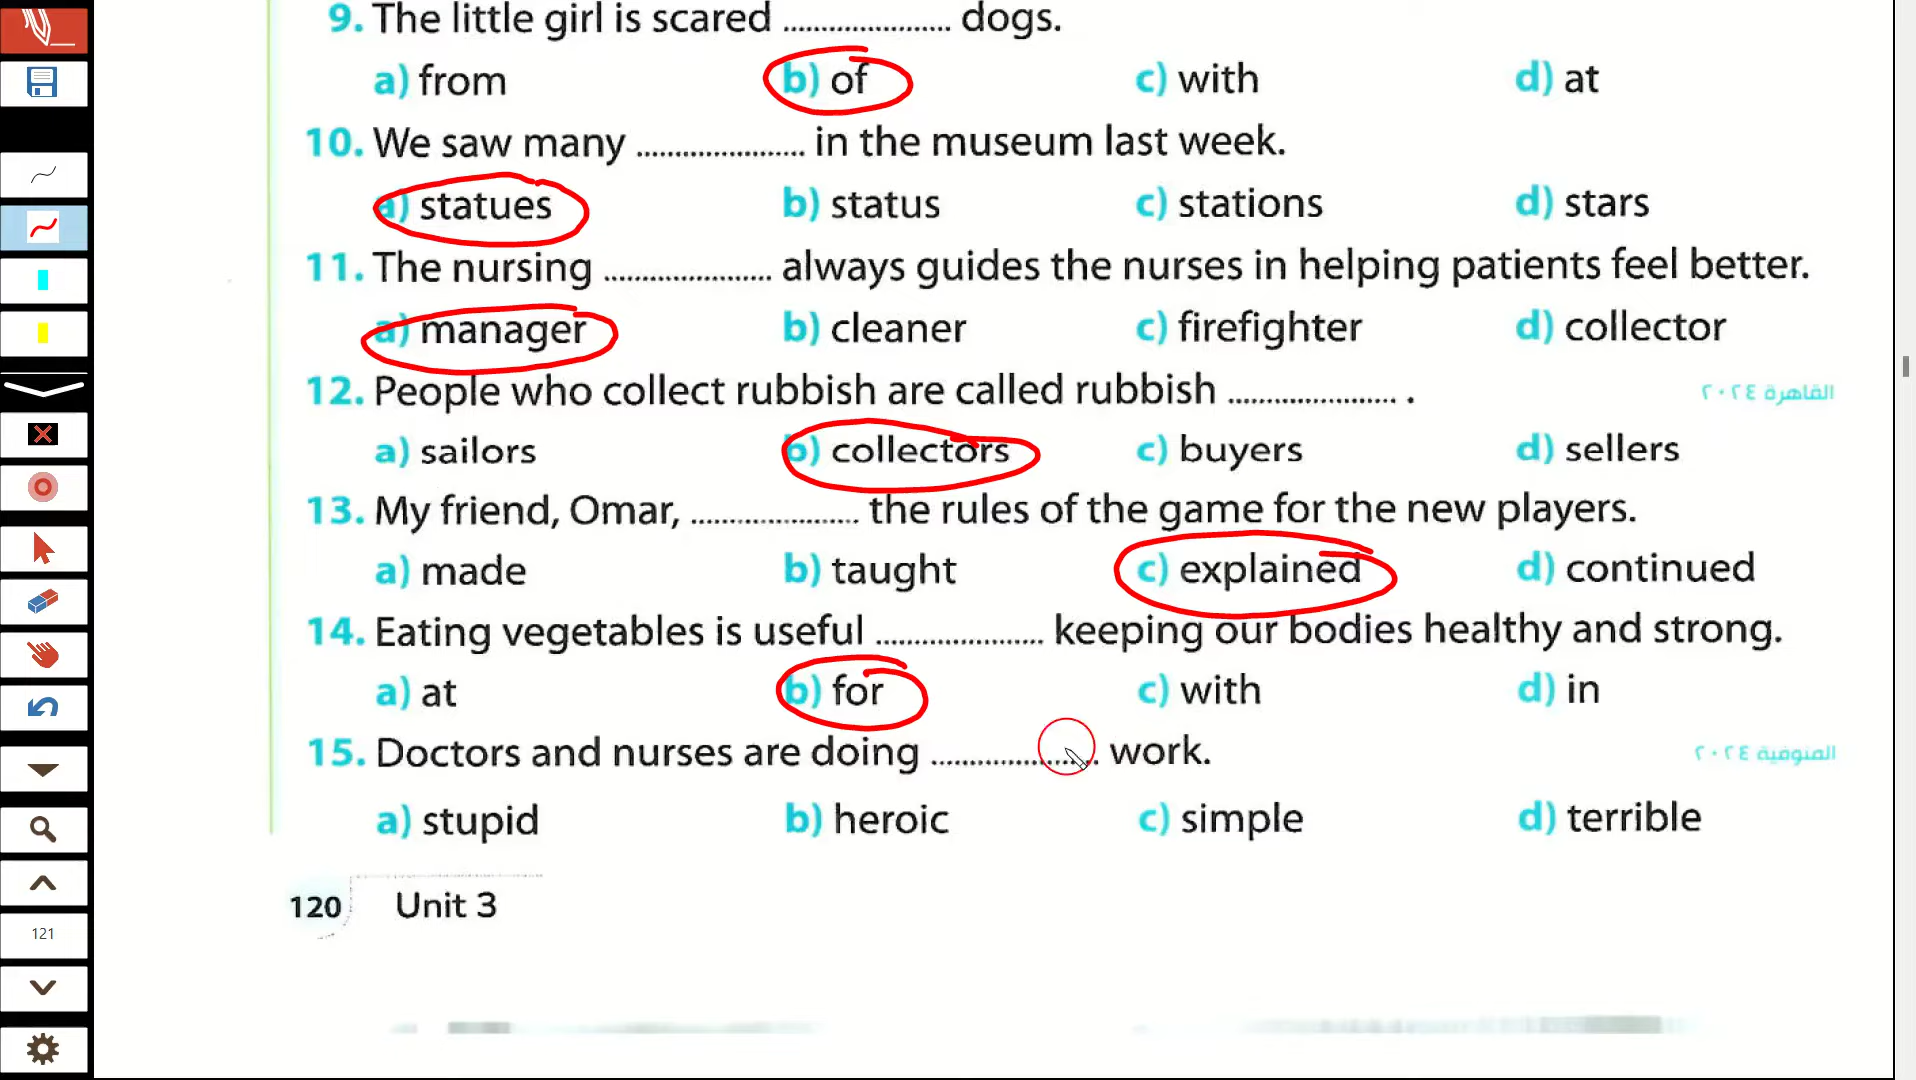 9. The little girl is scared ..................... dogs.
a) from b) of c) with d) at
10. We saw many ..................... in the museum last week.
a) statues b) status c) stations d) stars
11. The nursing ..................... always guides the nurses in helping patients feel better.
a) manager b) cleaner c) firefighter d) collector
12. People who collect rubbish are called rubbish ..................... . القاهرة ٢٠٢٤
a) sailors b) collectors c) buyers d) sellers
13. My friend, Omar, ..................... the rules of the game for the new players.
a) made b) taught c) explained d) continued
14. Eating vegetables is useful ..................... keeping our bodies healthy and strong.
a) at b) for c) with d) in
15. Doctors and nurses are doing ..................... work. المنوفية ٢٠٢٤
a) stupid b) heroic c) simple d) terrible
120 Unit 3
121